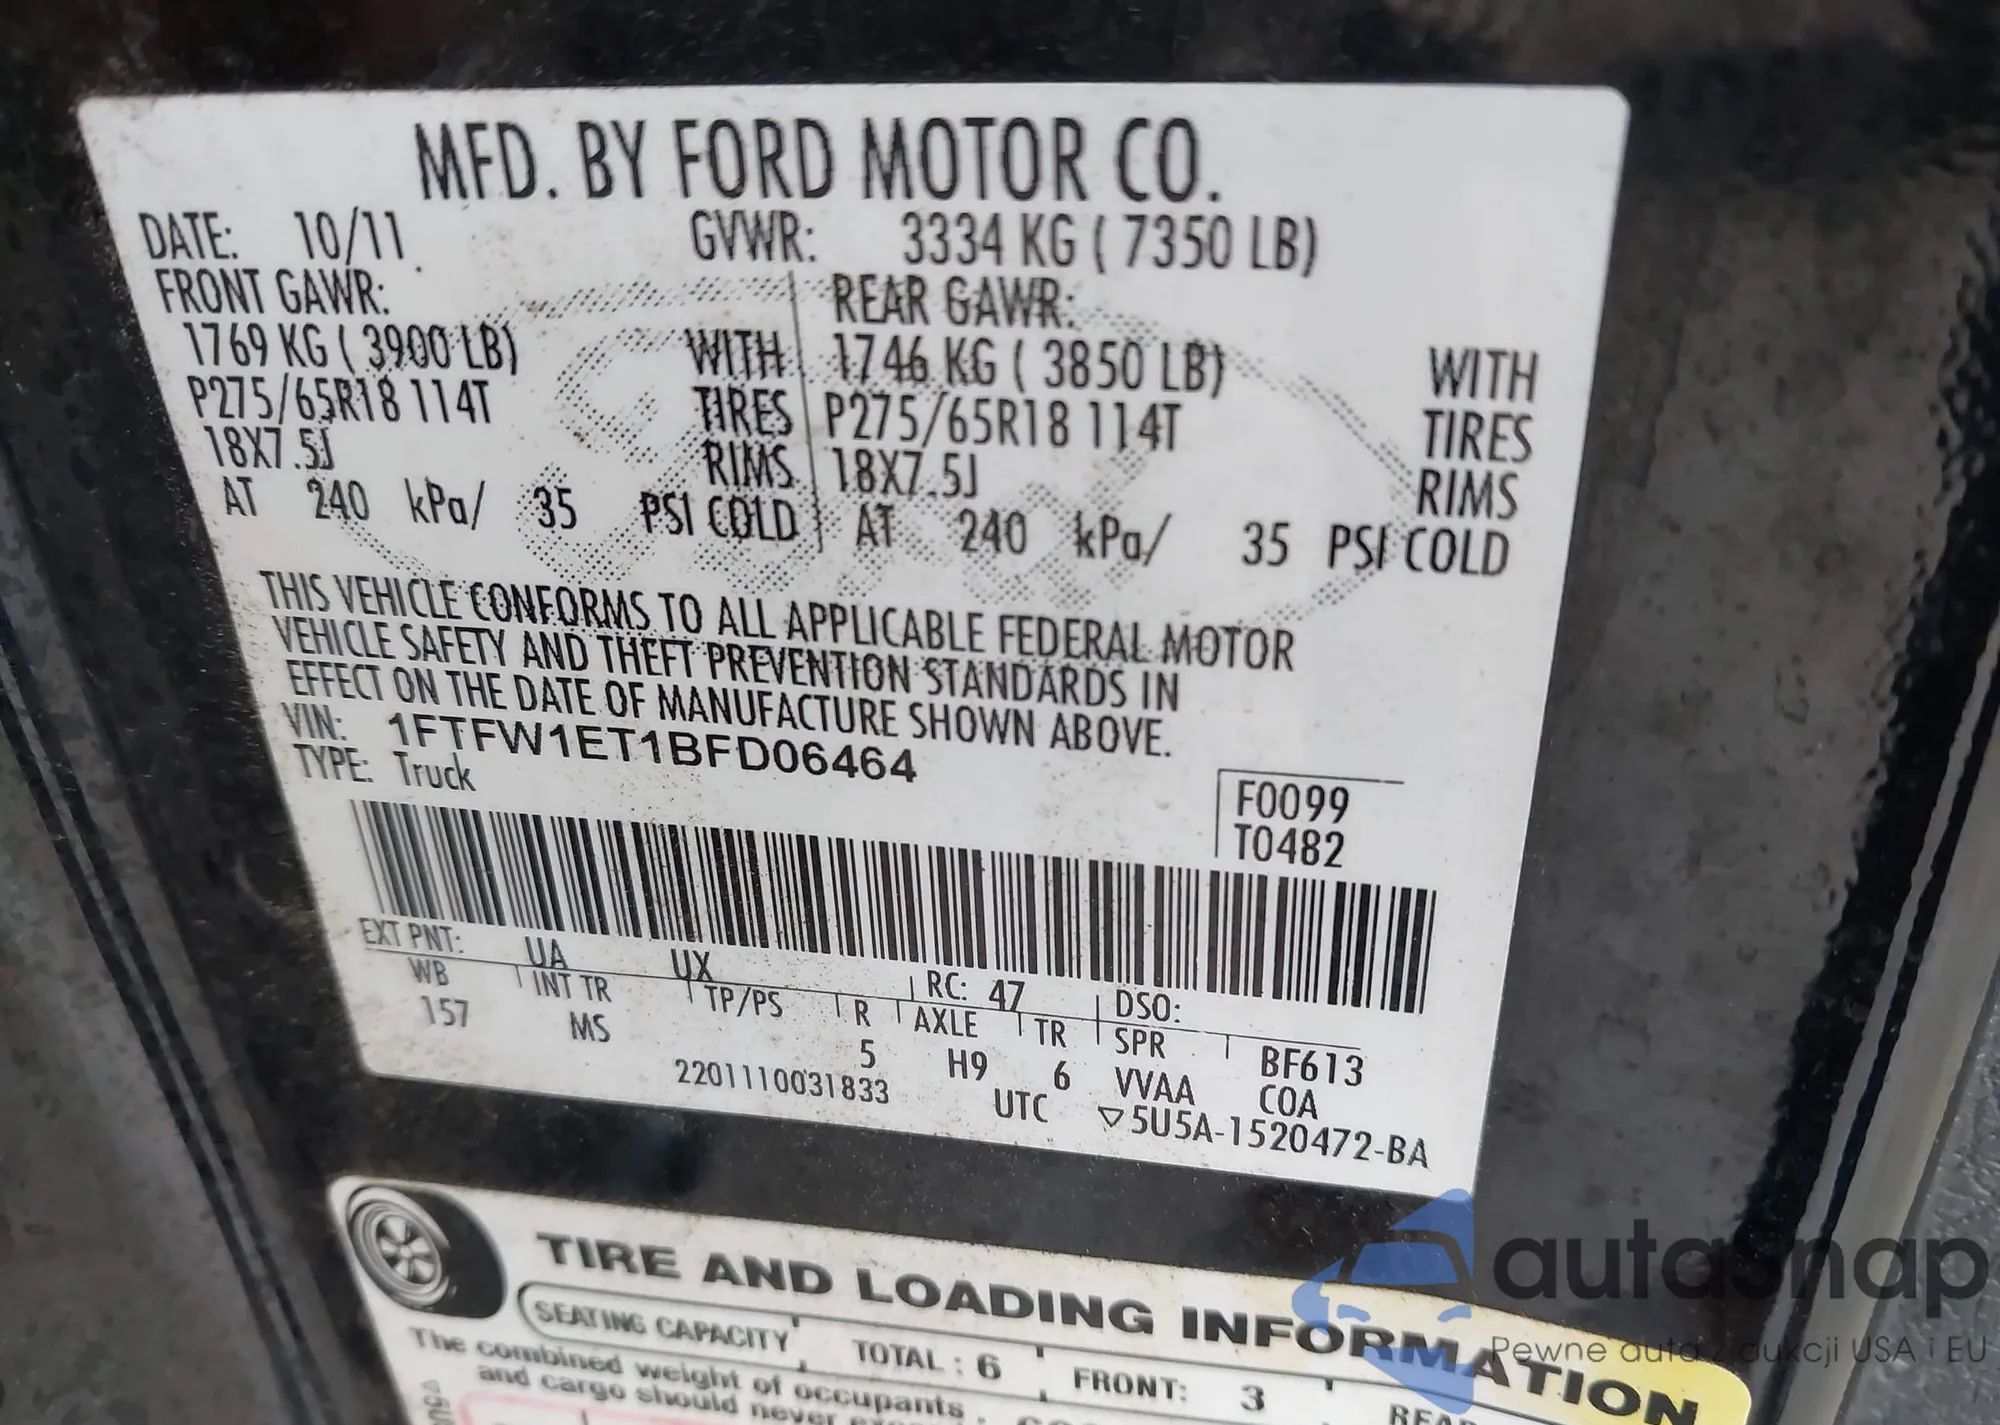 MFD. BY FORD MOTOR CO.
DATE: 10/11 GVWR: 3334 KG ( 7350 LB)
FRONT GAWR: REAR GAWR:
1769 KG ( 3900 LB) WITH 1746 KG ( 3850 LB) WITH
P275/65R18 114T TIRES P275/65R18 114T TIRES
18X7.5J RIMS 18X7.5J RIMS
AT 240 kPa/ 35 PSI COLD AT 240 kPa/ 35 PSI COLD
THIS VEHICLE CONFORMS TO ALL APPLICABLE FEDERAL MOTOR
VEHICLE SAFETY AND THEFT PREVENTION STANDARDS IN
EFFECT ON THE DATE OF MANUFACTURE SHOWN ABOVE.
VIN: 1FTFW1ET1BFD06464
TYPE: Truck
F0099
T0482
EXT PNT: UA UX RC: 47 DSO:
WB INT TR TP/PS R AXLE TR SPR BF613
157 MS 5 H9 6 VVAA COA
2201110031833 UTC ▽5U5A-1520472-BA
TIRE AND LOADING INFORMATION
SEATING CAPACITY TOTAL : 6 FRONT: 3
The combined weight of occupants
and cargo should never
autasnap
Pewne auta z aukcji USA i EU